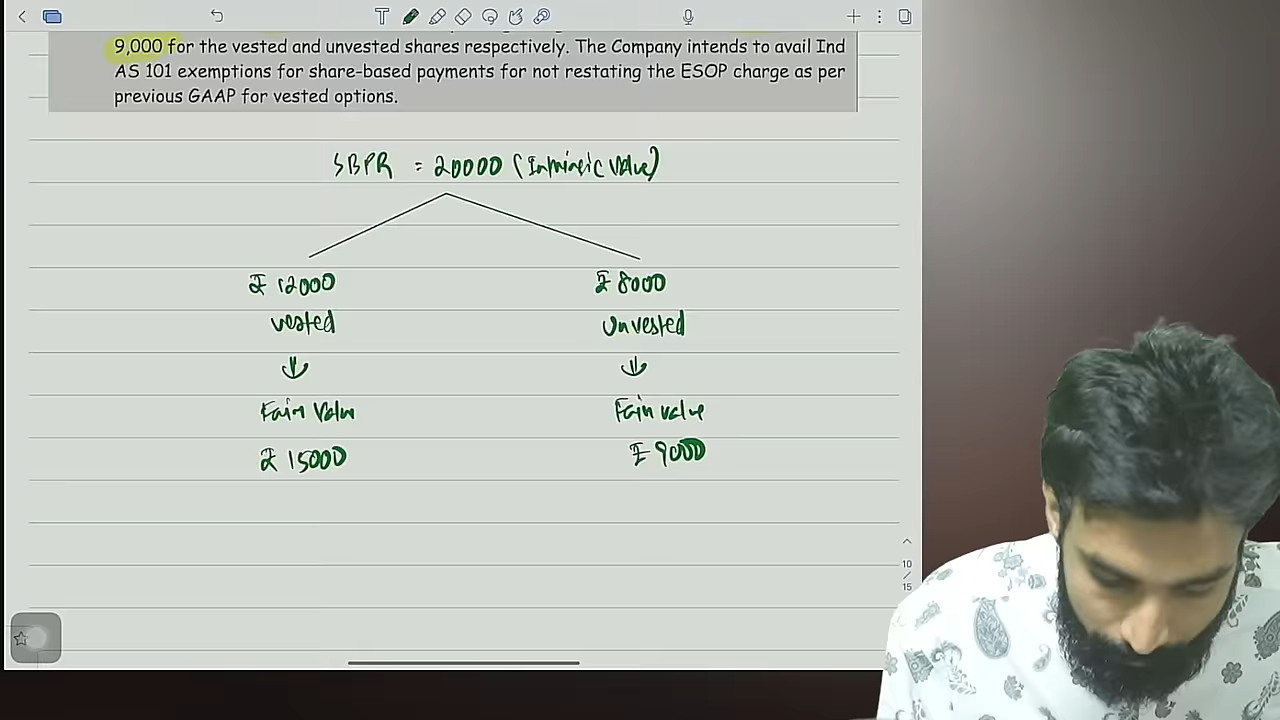 9,000 for the vested and unvested shares respectively. The Company intends to avail Ind
AS 101 exemptions for share-based payments for not restating the ESOP charge as per
previous GAAP for vested options.
SBPR = 20000 (Intrinsic Value)
₹ 12000
₹ 8000
vested
Unvested
Fair Value
Fair value
₹ 15000
₹ 9000
10
/
15